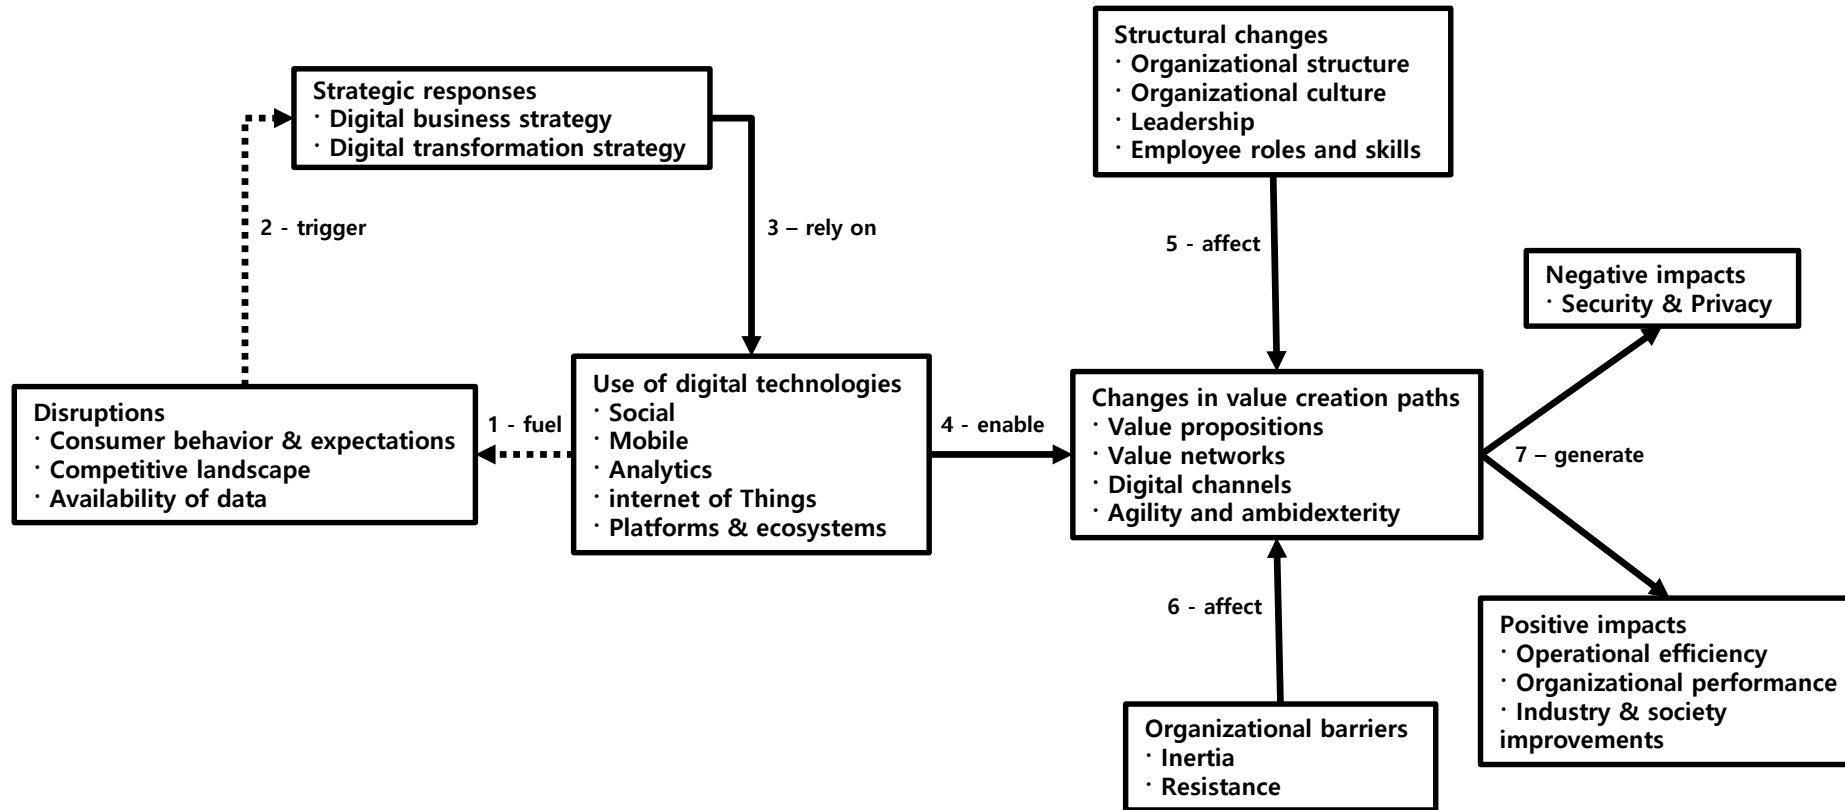 Structural changes
· Organizational structure
· Organizational culture
· Leadership
· Employee roles and skills
Strategic responses
· Digital business strategy
· Digital transformation strategy
2 - trigger
3 – rely on
5 - affect
Negative impacts
· Security & Privacy
Disruptions
· Consumer behavior & expectations
· Competitive landscape
· Availability of data
1 - fuel
Use of digital technologies
· Social
· Mobile
· Analytics
· internet of Things
· Platforms & ecosystems
4 - enable
Changes in value creation paths
· Value propositions
· Value networks
· Digital channels
· Agility and ambidexterity
7 – generate
6 - affect
Positive impacts
· Operational efficiency
· Organizational performance
· Industry & society
improvements
Organizational barriers
· Inertia
· Resistance